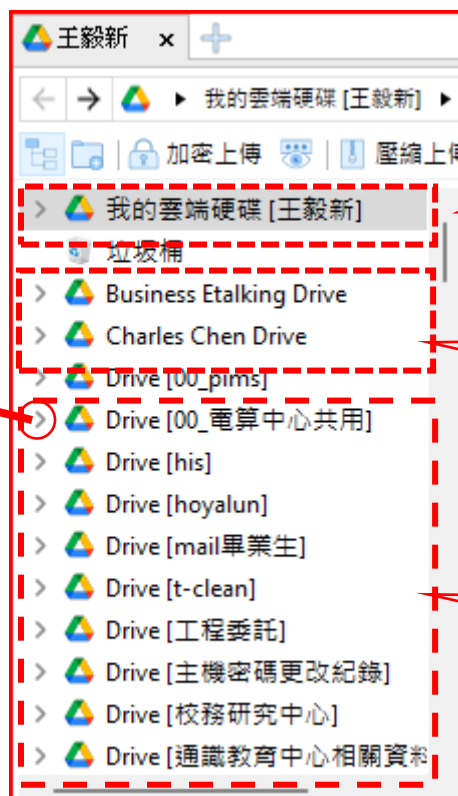 王毅新
我的雲端硬碟 [王毅新]
加密上傳 壓縮上傳
我的雲端硬碟 [王毅新]
垃圾桶
Business Etalking Drive
Charles Chen Drive
Drive [00_pims]
Drive [00_電算中心共用]
Drive [his]
Drive [hoyalun]
Drive [mail畢業生]
Drive [t-clean]
Drive [工程委託]
Drive [主機密碼更改紀錄]
Drive [校務研究中心]
Drive [通識教育中心相關資料